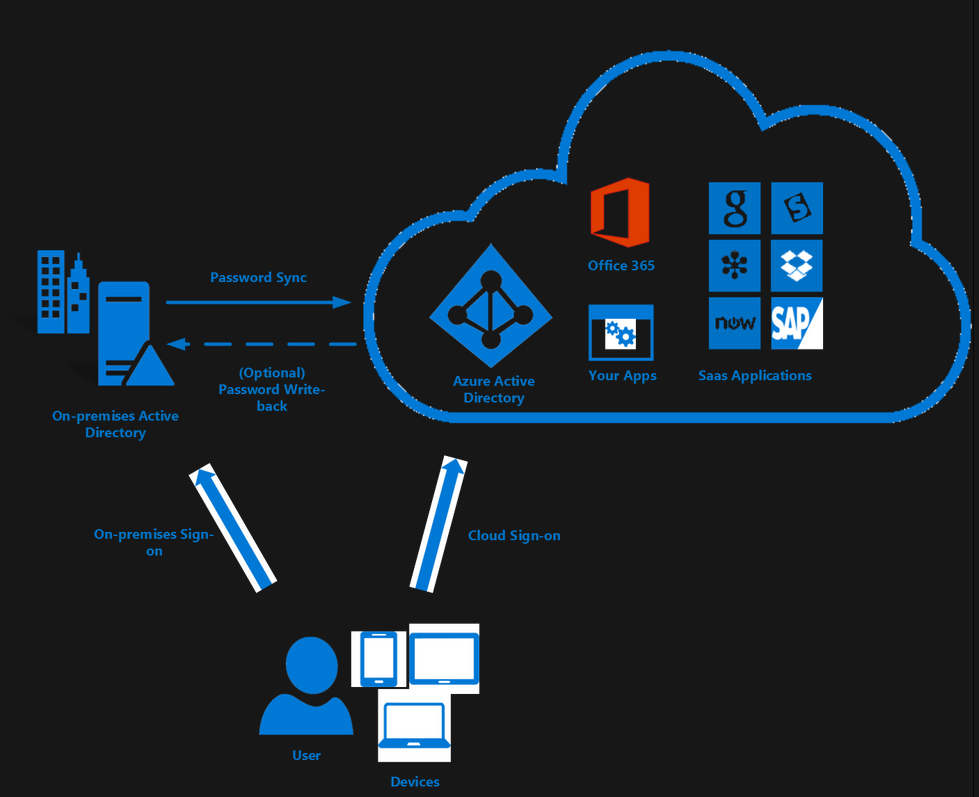 Password Sync
(Optional)
Password Write-
back
On-premises Active
Directory
Azure Active
Directory
Office 365
Your Apps
g
S
now
SAP
Saas Applications
On-premises Sign-
on
Cloud Sign-on
User
Devices